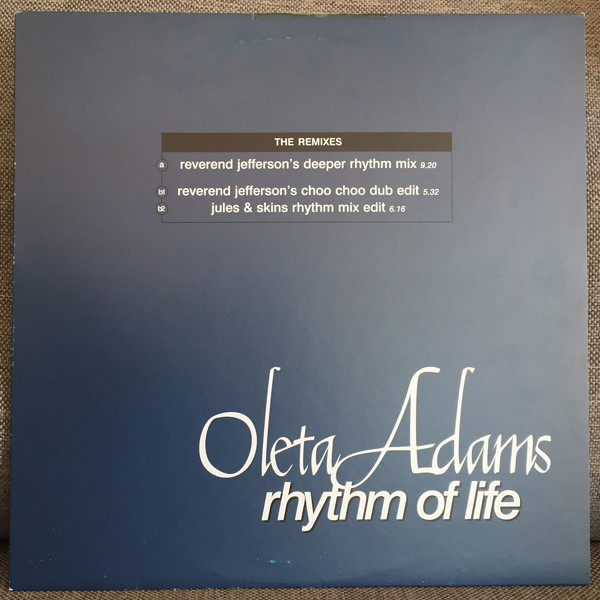 THE REMIXES
a reverend jefferson's deeper rhythm mix 9.20
b1 reverend jefferson's choo choo dub edit 5.32
b2 jules & skins rhythm mix edit 6.16
Oleta Adams
rhythm of life